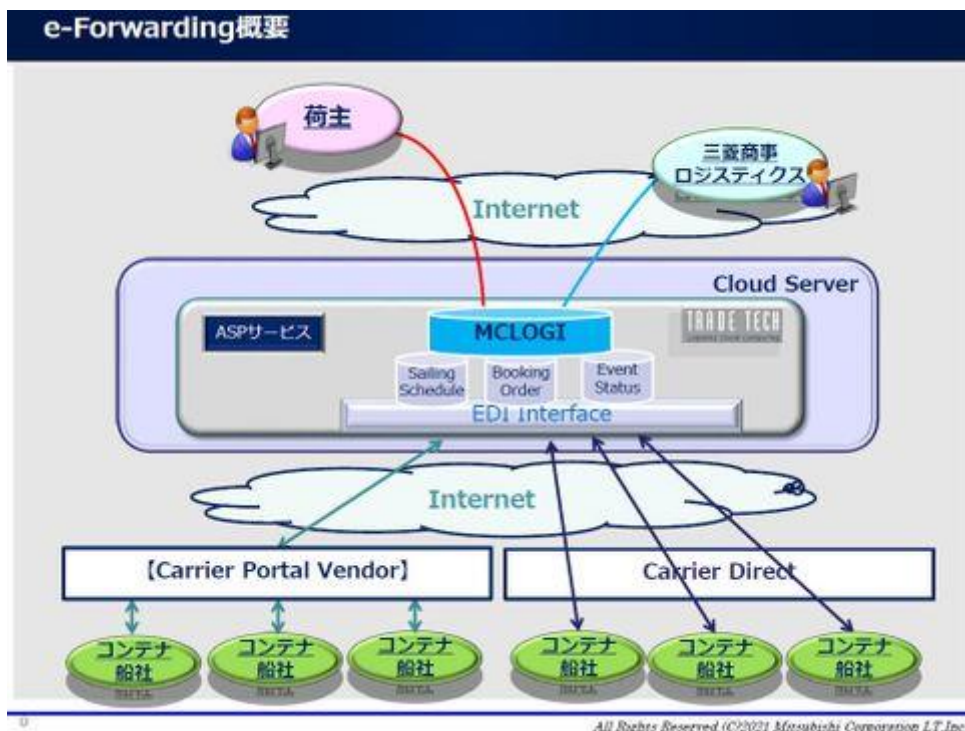 e-Forwarding概要
荷主
三菱商事
ロジスティクス
Internet
Cloud Server
ASPサービス
MCLOGI
TRADE TECH
Sailing
Schedule
Booking
Order
Event
Status
EDI Interface
Internet
【Carrier Portal Vendor】
Carrier Direct
コンテナ
船社
コンテナ
船社
コンテナ
船社
コンテナ
船社
コンテナ
船社
コンテナ
船社
All Rights Reserved (C)2021 Mitsubishi Corporation LT, Inc